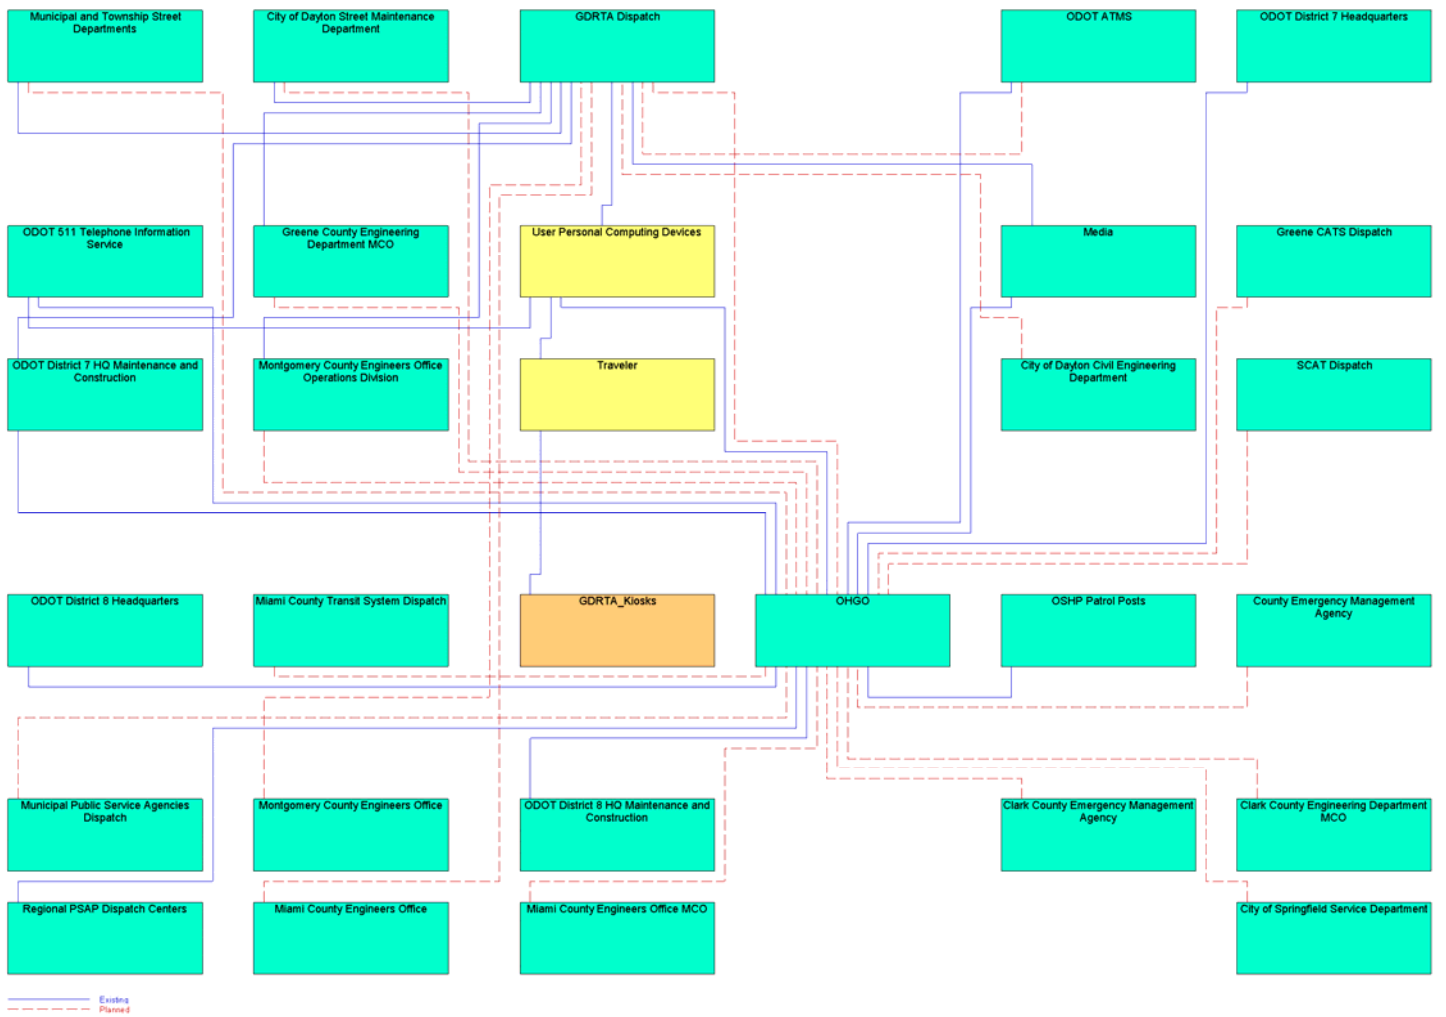 Municipal and Township Street
Departments
City of Dayton Street Maintenance
Department
GDRTA Dispatch
ODOT ATMS
ODOT District 7 Headquarters
ODOT 511 Telephone Information
Service
Greene County Engineering
Department MCO
User Personal Computing Devices
Media
Greene CATS Dispatch
ODOT District 7 HQ Maintenance and
Construction
Montgomery County Engineers Office
Operations Division
Traveler
City of Dayton Civil Engineering
Department
SCAT Dispatch
ODOT District 8 Headquarters
Miami County Transit System Dispatch
GDRTA_Kiosks
OHGO
OSHP Patrol Posts
County Emergency Management
Agency
Municipal Public Service Agencies
Dispatch
Montgomery County Engineers Office
ODOT District 8 HQ Maintenance and
Construction
Clark County Emergency Management
Agency
Clark County Engineering Department
MCO
Regional PSAP Dispatch Centers
Miami County Engineers Office
Miami County Engineers Office MCO
City of Springfield Service Department
Existing
Planned